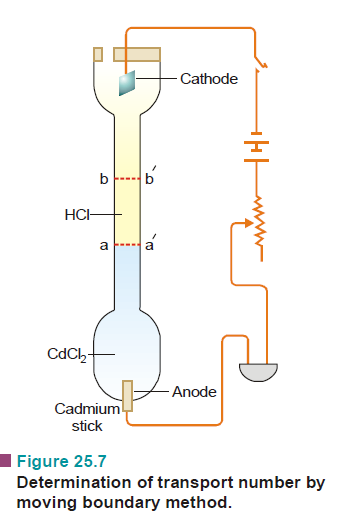 Cathode
b b′
HCl
a a′
CdCl₂
Anode
Cadmium
stick
Figure 25.7
Determination of transport number by
moving boundary method.